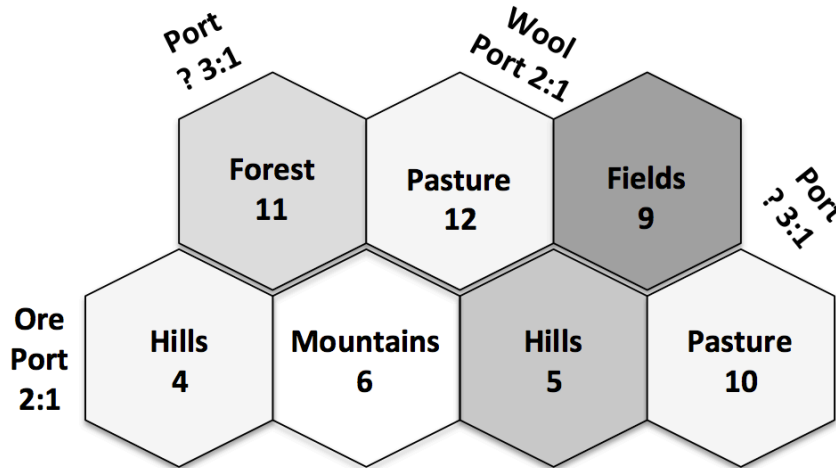 Port
? 3:1
Wool
Port 2:1
Forest
11
Pasture
12
Fields
9
Port
? 3:1
Ore
Port
2:1
Hills
4
Mountains
6
Hills
5
Pasture
10